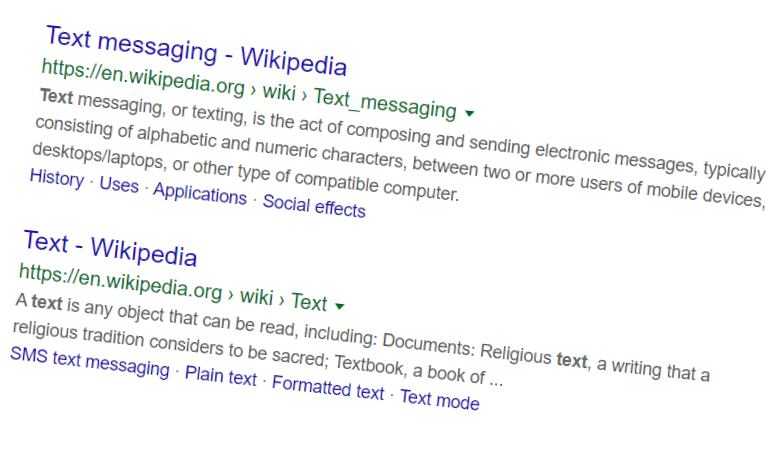 Text messaging - Wikipedia
https://en.wikipedia.org › wiki › Text_messaging
Text messaging, or texting, is the act of composing and sending electronic messages, typically
consisting of alphabetic and numeric characters, between two or more users of mobile devices,
desktops/laptops, or other type of compatible computer.
History · Uses · Applications · Social effects
Text - Wikipedia
https://en.wikipedia.org › wiki › Text
A text is any object that can be read, including: Documents: Religious text, a writing that a
religious tradition considers to be sacred; Textbook, a book of ...
SMS text messaging · Plain text · Formatted text · Text mode